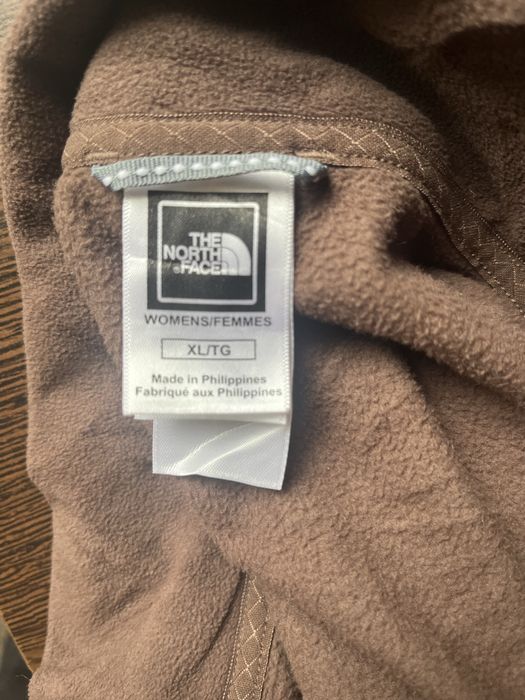 THE
NORTH
FACE
WOMENS/FEMMES
XL/TG
Made in Philippines
Fabriqué aux Philippines